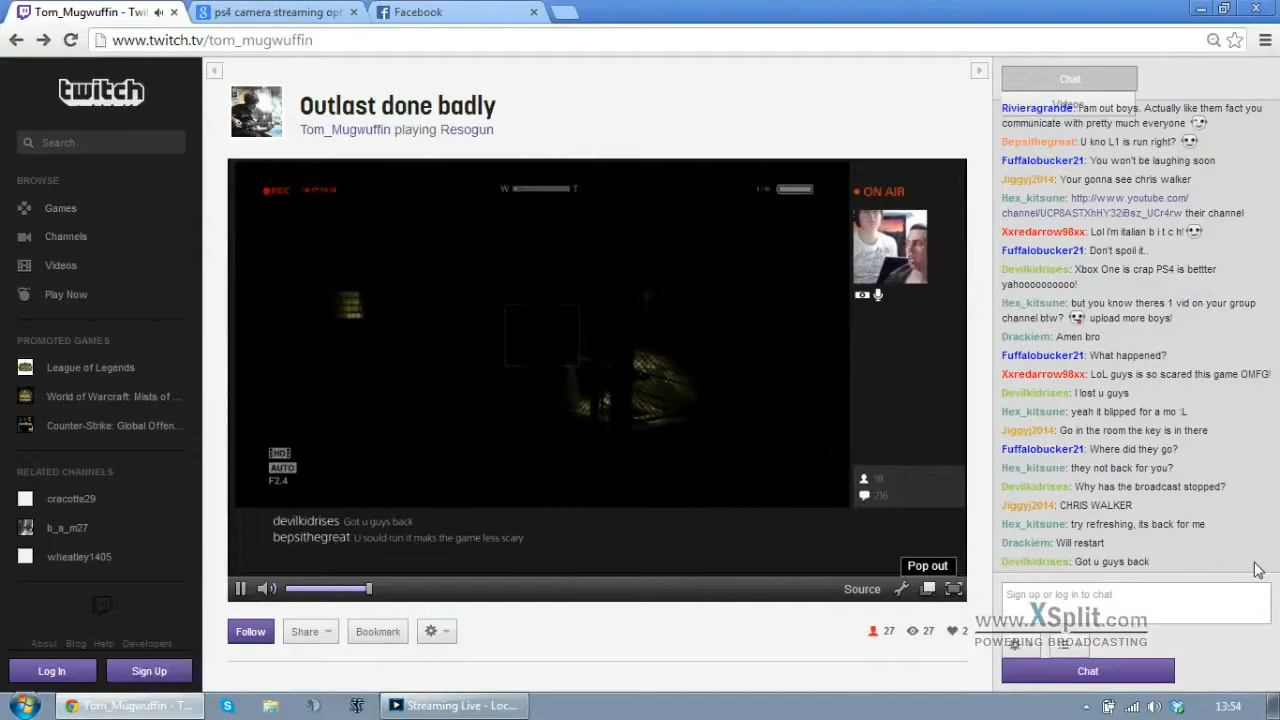 Tom_Mugwuffin - Twi
ps4 camera streaming opt
Facebook
www.twitch.tv/tom_mugwuffin
twitch
Search
BROWSE
Games
Channels
Videos
Play Now
PROMOTED GAMES
League of Legends
World of Warcraft: Mists of ...
Counter-Strike: Global Offen...
RELATED CHANNELS
cracotte29
b_a_m27
wheatley1405
About Blog Help Developers
Log In
Sign Up
Outlast done badly
Tom_Mugwuffin playing Resogun
REC
W T
ON AIR
HD
AUTO
F2.4
18
216
devilkidrises Got u guys back
bepsithegreat U sould run it maks the game less scary
Pop out
Source
Follow
Share
Bookmark
27
27
2
Chat
Videos
Rivieragrande: I'am out boys. Actually like them fact you
communicate with pretty much everyone
Bepsifhegreat: U kno L1 is run right?
Fuffalobucker21: You won't be laughing soon
Jiggyj2014: Your gonna see chris walker
Hex_kitsune: http://www.youtube.com/
channel/UCP8ASTXhHY32iBsz_UCr4rw their channel
Xxredarrow98xx: Lol i'm italian b i t c h!
Fuffalobucker21: Don't spoil it..
Devilkidrises: Xbox One is crap PS4 is bettter
yahoooooooooo!
Hex_kitsune: but you know theres 1 vid on your group
channel btw? upload more boys!
Drackiem: Amen bro
Fuffalobucker21: What happened?
Xxredarrow98xx: LoL guys is so scared this game OMFG!
Devilkidrises: I lost u guys
Hex_kitsune: yeah it blipped for a mo :L
Jiggyj2014: Go in the room the key is in there
Fuffalobucker21: Where did they go?
Hex_kitsune: they not back for you?
Devilkidrises: Why has the broadcast stopped?
Jiggyj2014: CHRIS WALKER
Hex_kitsune: try refreshing, its back for me
Drackiem: Will restart
Devilkidrises: Got u guys back
Sign up or log in to chat
www.XSplit.com
POWERING BROADCASTING
Chat
Tom_Mugwuffin - T...
Streaming Live - Loc...
13:54